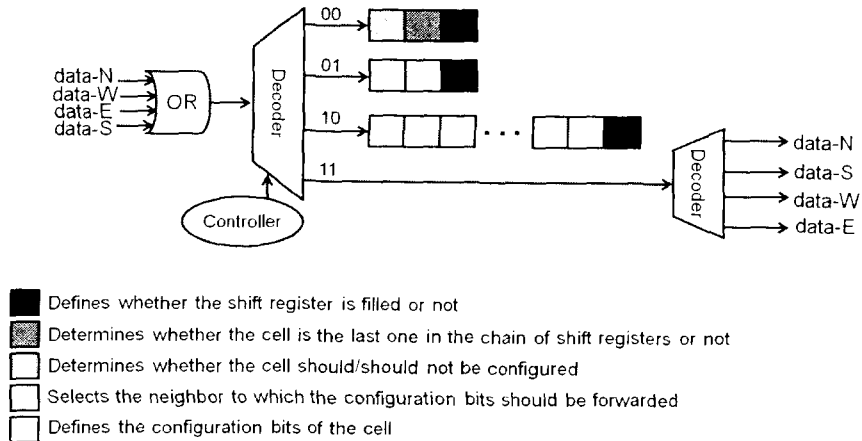 00
01
10
11
data-N
data-W
data-E
data-S
OR
Decoder
Controller
Decoder
data-N
data-S
data-W
data-E
Defines whether the shift register is filled or not
Determines whether the cell is the last one in the chain of shift registers or not
Determines whether the cell should/should not be configured
Selects the neighbor to which the configuration bits should be forwarded
Defines the configuration bits of the cell